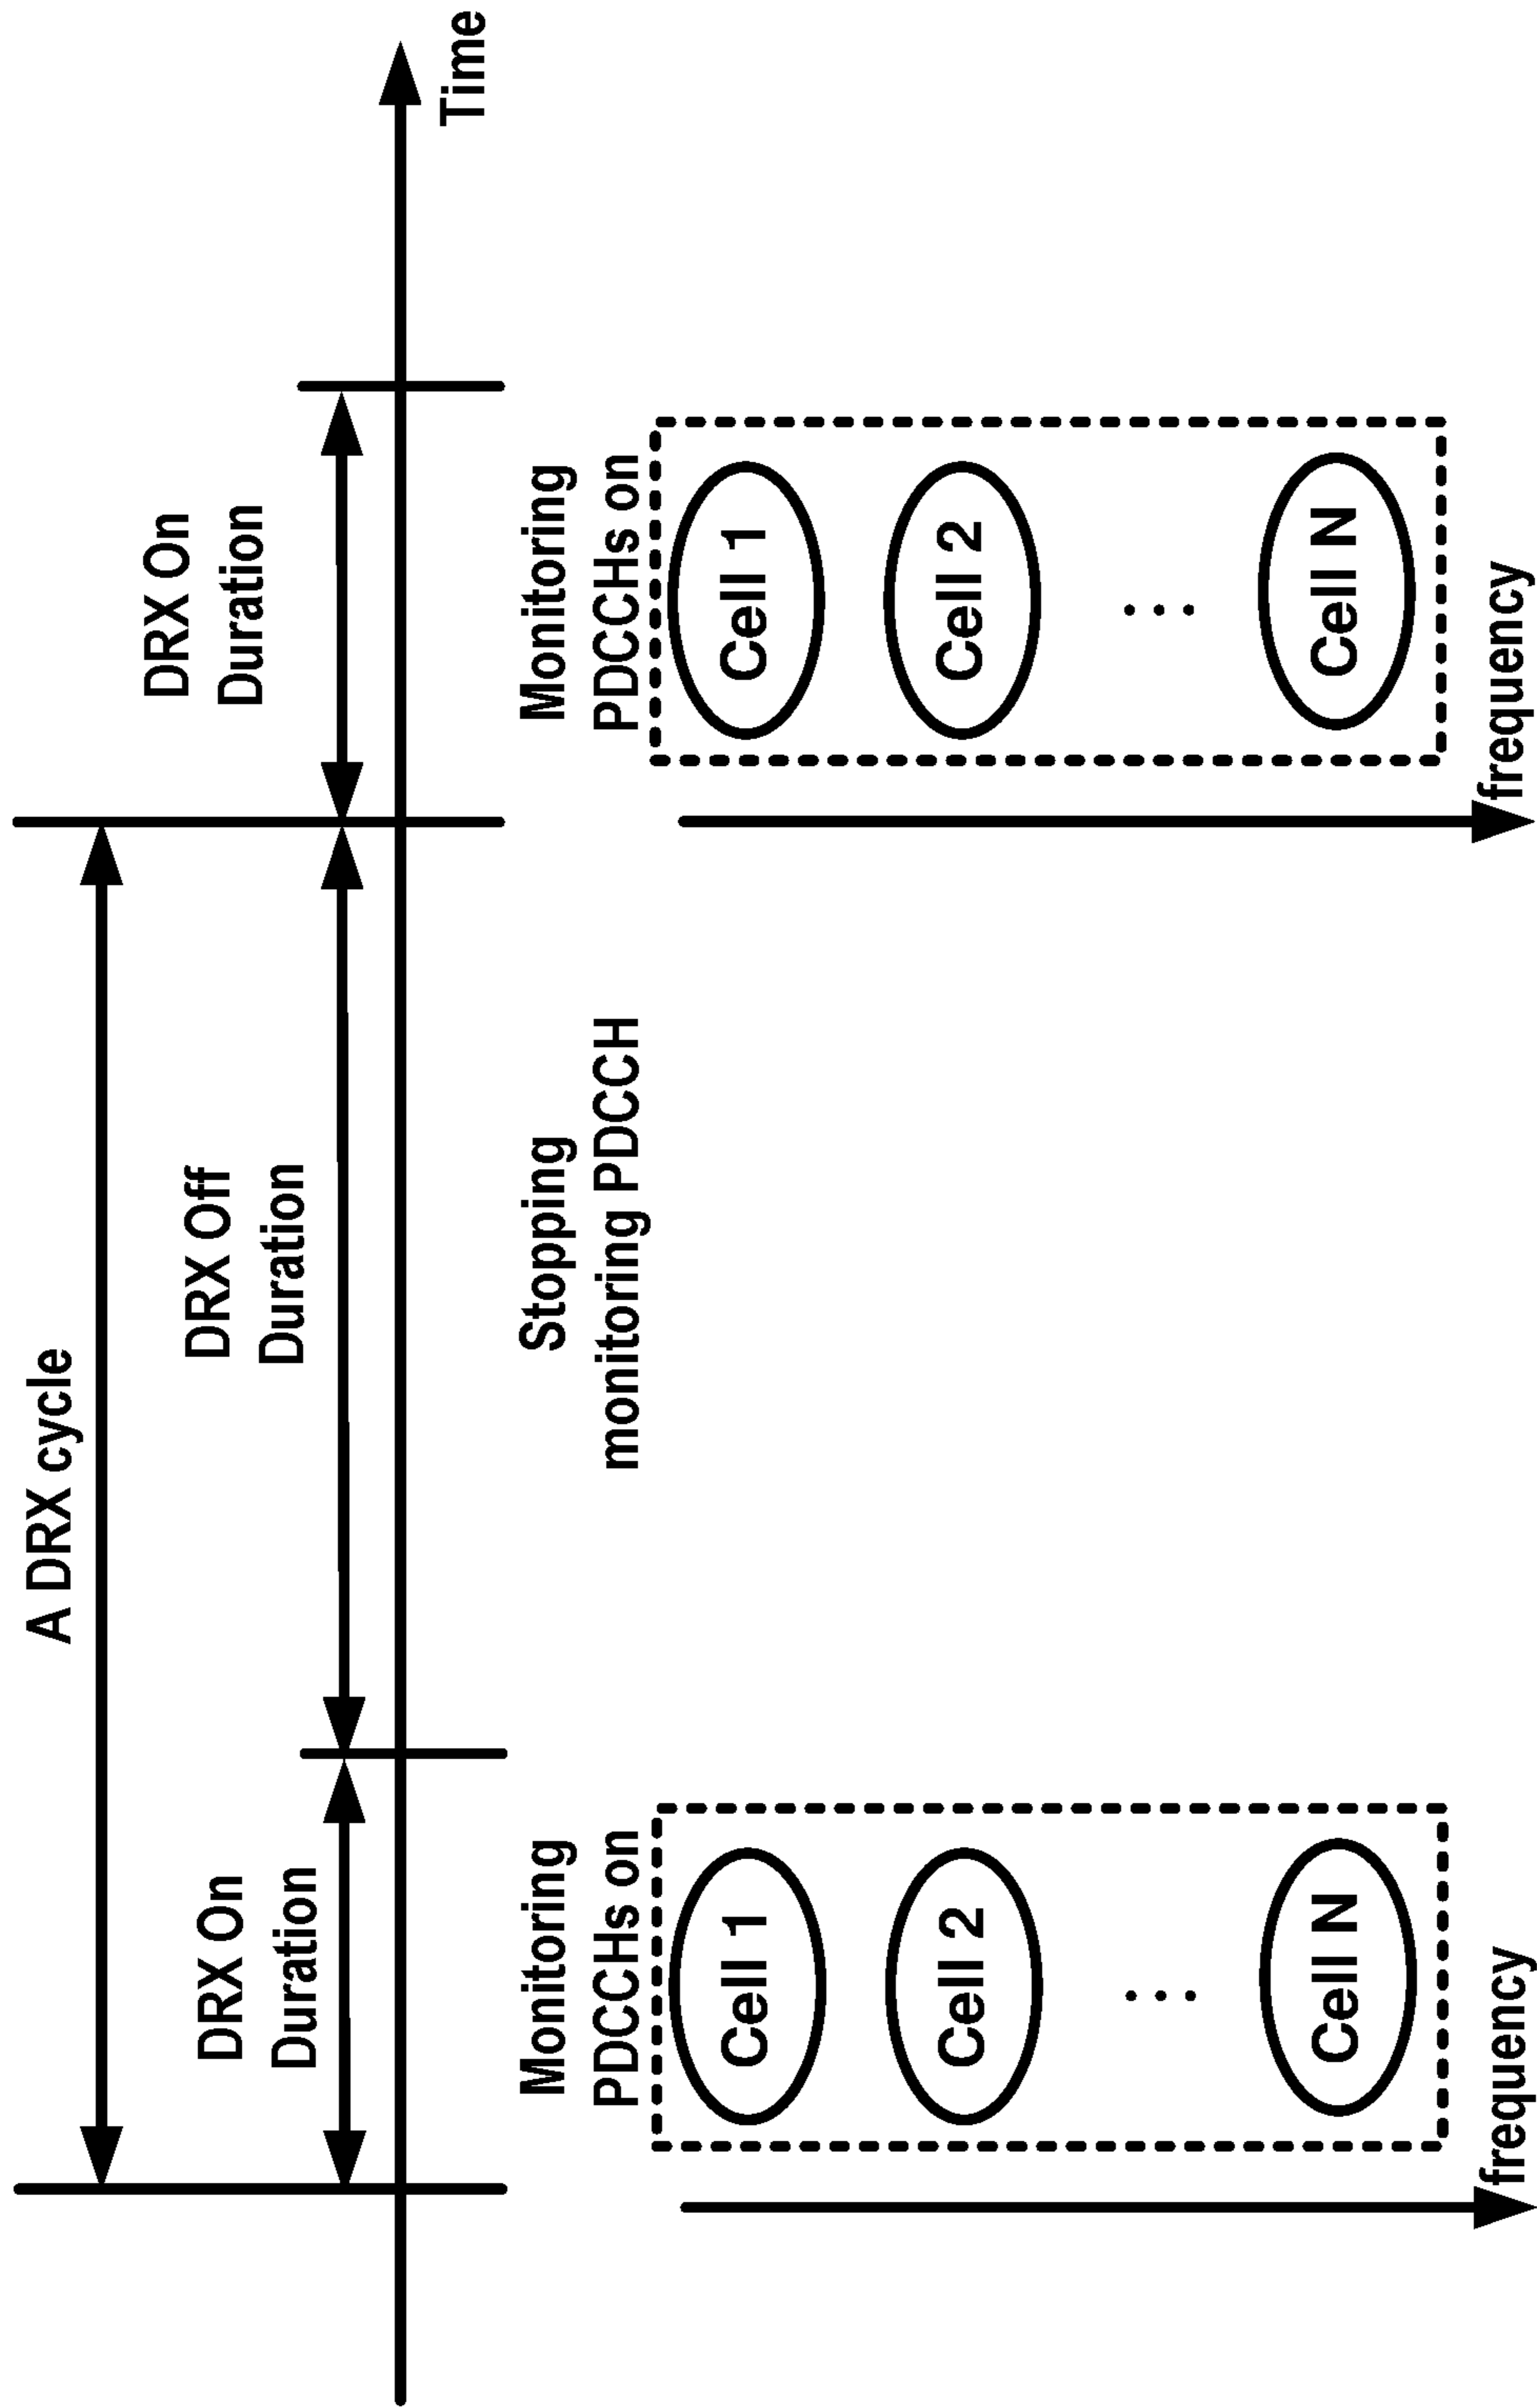 A DRX cycle
DRX On
Duration
DRX Off
Duration
DRX On
Duration
Time
Monitoring
PDCCHs on
Stopping
monitoring PDCCH
Monitoring
PDCCHs on
Cell 1
Cell 2
...
Cell N
frequency
Cell 1
Cell 2
...
Cell N
frequency